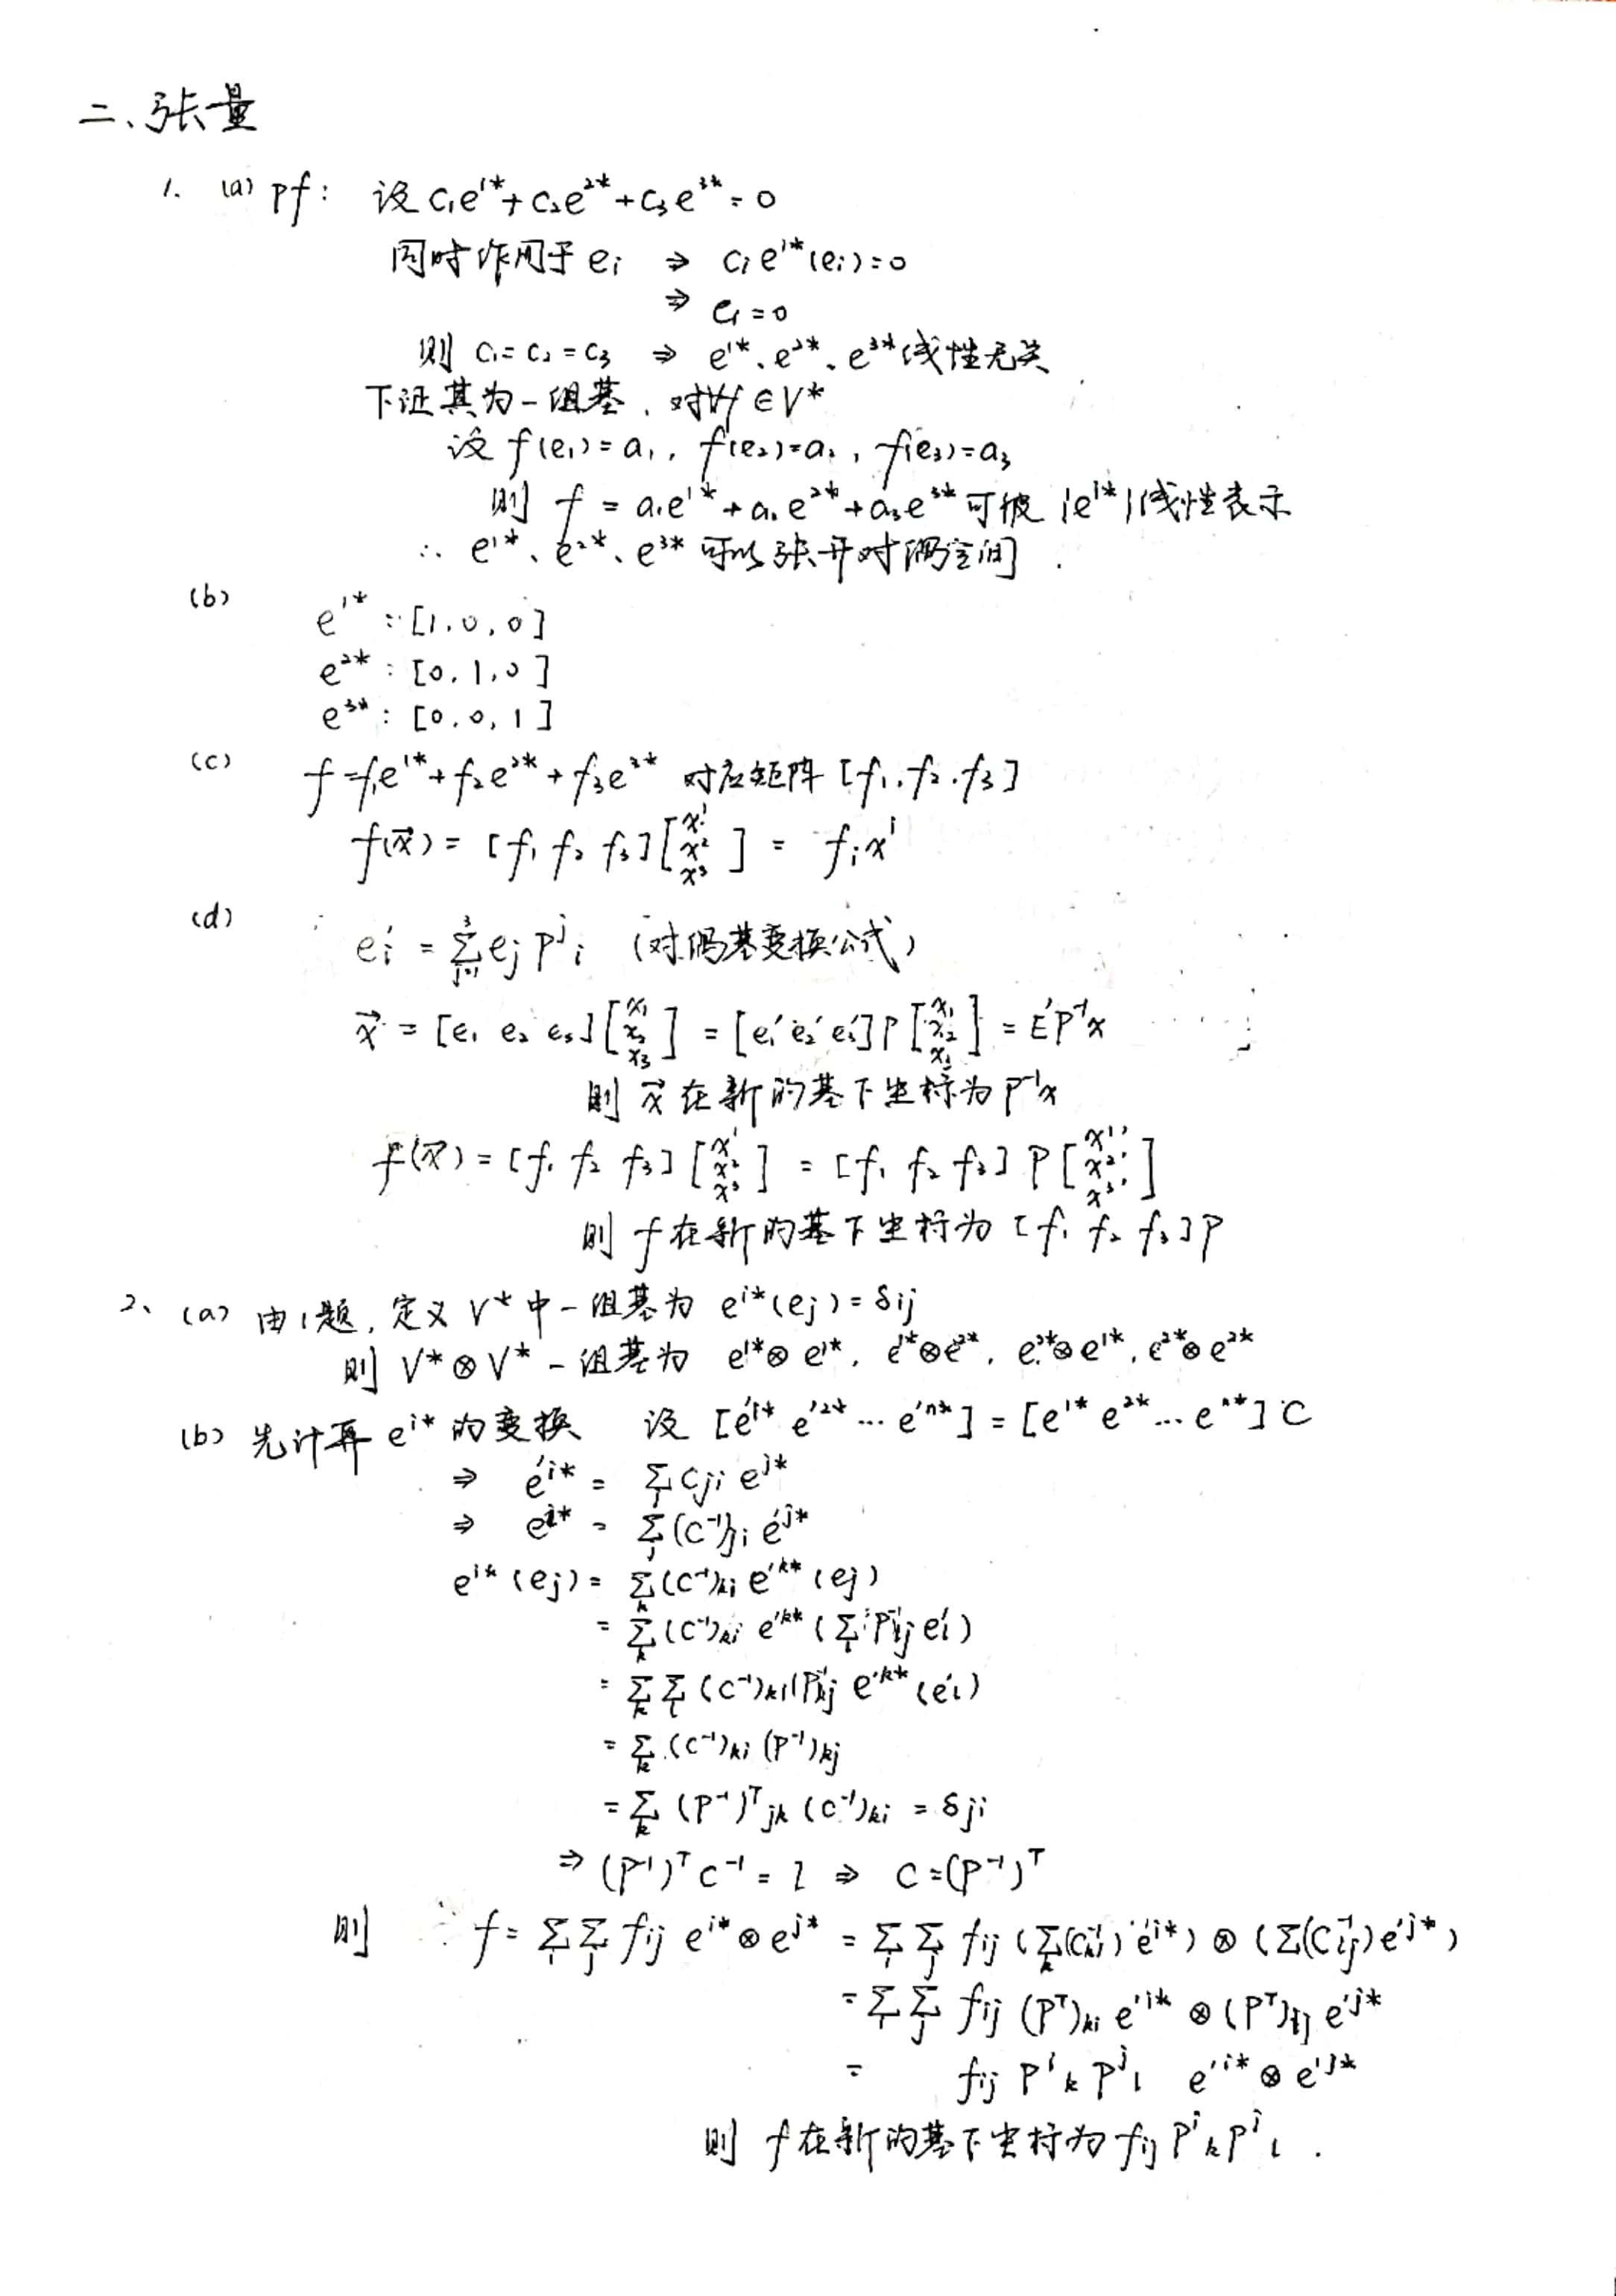 二、张量
1. (a) pf: 设 c₁e¹*+c₂e²*+c₃e³*=0
同时作用于 eᵢ ⇒ cᵢeⁱ*(eᵢ)=0
⇒ c₁=0
则 c₁=c₂=c₃ ⇒ e¹*、e²*、e³*线性无关
下证其为一组基,对∀f∈V*
设 f(e₁)=a₁, f(e₂)=a₂, f(e₃)=a₃
则 f = a₁e¹*+a₂e²*+a₃e³* 可被{eⁱ*}线性表示
∴ e¹*、e²*、e³* 可以张开对偶空间.
(b) e¹*: [1,0,0]
e²*: [0,1,0]
e³*: [0,0,1]
(c) f=f₁e¹*+f₂e²*+f₃e³* 对应矩阵 [f₁,f₂,f₃]
f(x⃗) = [f₁ f₂ f₃][x¹ x² x³] = fᵢxⁱ
(d) e'ᵢ = Σ³ⱼ₌₁ eⱼ Pʲᵢ (对偶基变换公式)
x⃗ = [e₁ e₂ e₃][x₁ x₂ x₃] = [e₁' e₂' e₃']P[x₁ x₂ x₃] = E'P⁻¹x
则 x⃗ 在新的基下坐标为 P⁻¹x
f(x⃗) = [f₁ f₂ f₃][x¹ x² x³] = [f₁ f₂ f₃] P [x¹' x²' x³']
则 f在新的基下坐标为 [f₁ f₂ f₃]P
2、(a) 由1题,定义 V*中一组基为 eⁱ*(eⱼ)=δij
则 V*⊗V* 一组基为 e¹*⊗e¹*, e¹*⊗e²*, e²*⊗e¹*, e²*⊗e²*
(b) 先计算 eⁱ* 的变换 设 [e'¹* e'²* … e'ⁿ*] = [e¹* e²* … eⁿ*] C
⇒ e'ⁱ* = Σⱼ Cji eʲ*
⇒ eⁱ* = Σⱼ (C⁻¹)ji e'ʲ*
eⁱ*(eⱼ) = Σₖ (C⁻¹)ki e'ᵏ*(eⱼ)
= Σₖ (C⁻¹)ki e'ᵏ*(Σₗ P⁻¹lj e'ₗ)
= Σₖ Σₗ (C⁻¹)ki (P⁻¹)lj e'ᵏ*(e'ₗ)
= Σₖ (C⁻¹)ki (P⁻¹)kj
= Σₖ (P⁻¹)ᵀjk (C⁻¹)ki = δji
⇒ (P⁻¹)ᵀ C⁻¹ = I ⇒ C=(P⁻¹)ᵀ
则 f = Σᵢ Σⱼ fij eⁱ*⊗eʲ* = Σᵢ Σⱼ fij (Σₖ(C⁻¹ki) e'ⁱ*) ⊗ (Σ(C⁻¹lj) e'ʲ*)
= Σᵢ Σⱼ fij (Pᵀ)ki e'ⁱ* ⊗ (Pᵀ)lj e'ʲ*
= fij Pⁱₖ Pʲₗ e'ⁱ* ⊗ e'ʲ*
则 f在新的基下坐标为 fij Pⁱₖ Pʲₗ .